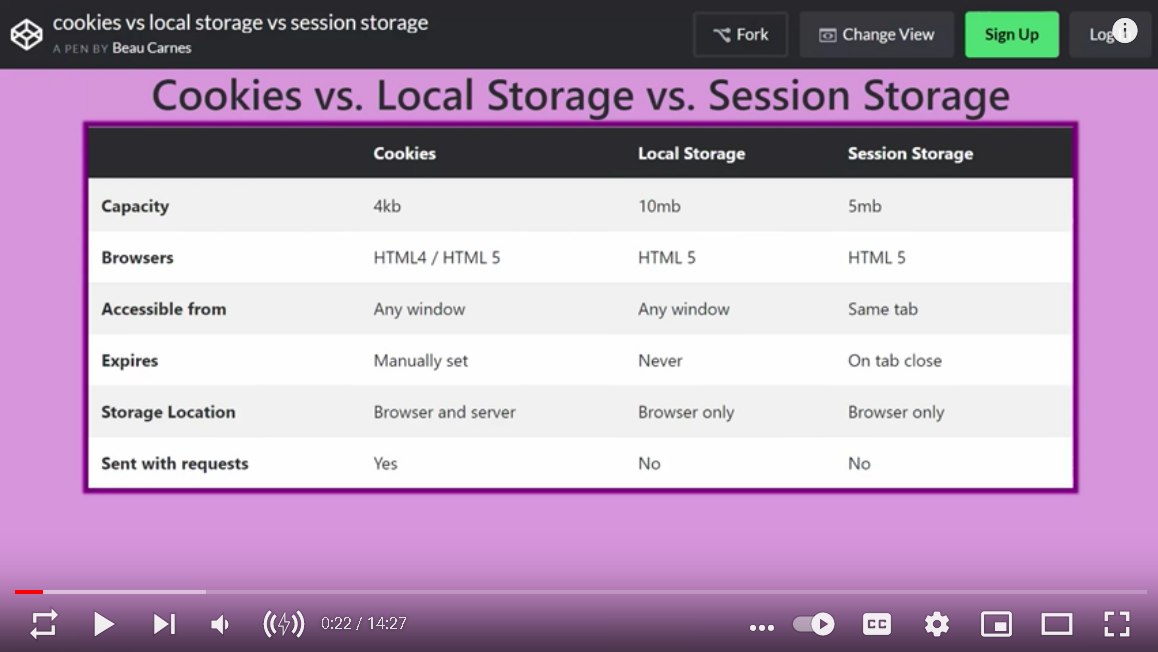 cookies vs local storage vs session storage
A PEN BY Beau Carnes
Fork
Change View
Sign Up
Log
Cookies vs. Local Storage vs. Session Storage
Cookies Local Storage Session Storage
Capacity 4kb 10mb 5mb
Browsers HTML4 / HTML 5 HTML 5 HTML 5
Accessible from Any window Any window Same tab
Expires Manually set Never On tab close
Storage Location Browser and server Browser only Browser only
Sent with requests Yes No No
0:22 / 14:27
CC